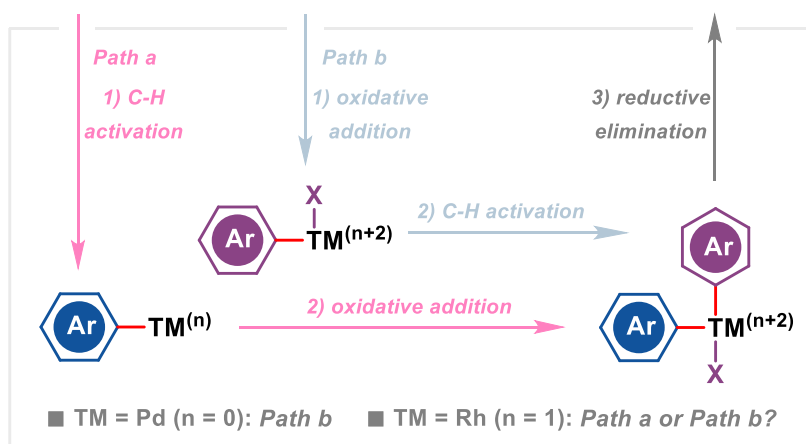 Path a
1) C-H
activation
Path b
1) oxidative
addition
3) reductive
elimination
X
Ar
TM(n+2)
2) C-H activation
Ar
Ar
TM(n)
2) oxidative addition
Ar
TM(n+2)
X
■ TM = Pd (n = 0): Path b
■ TM = Rh (n = 1): Path a or Path b?